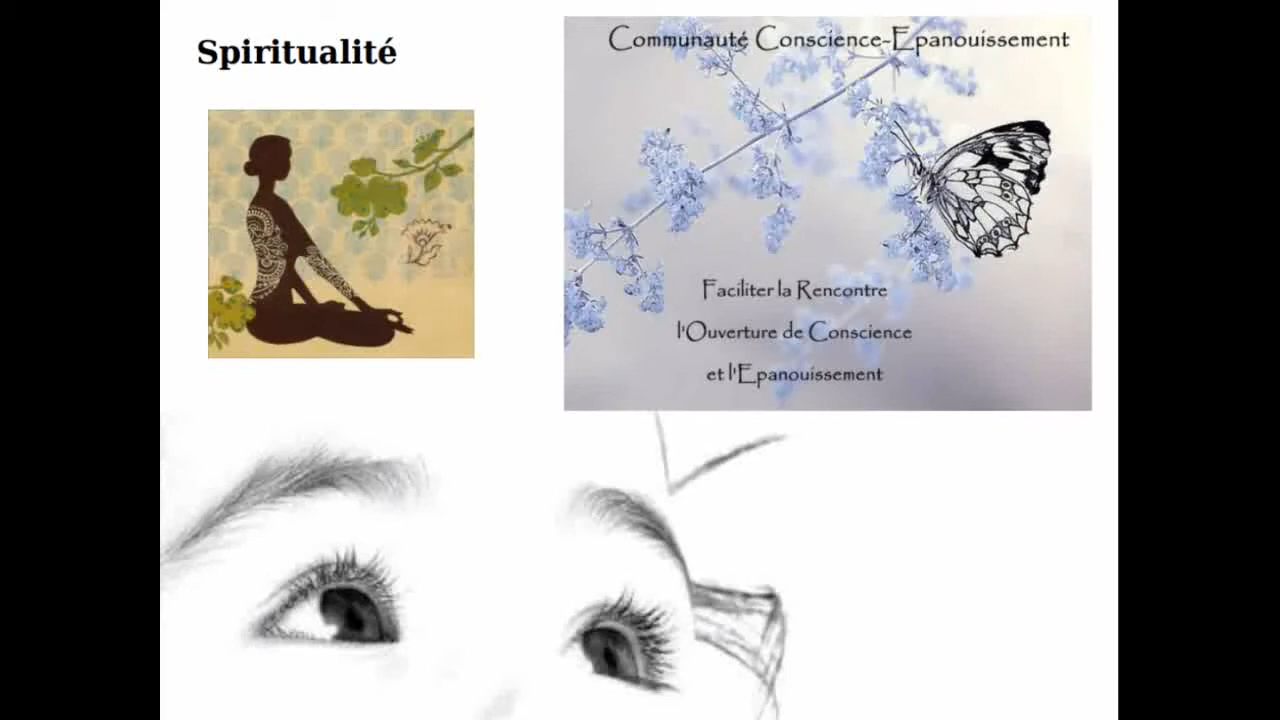 Spiritualité
Communauté Conscience-Epanouissement
Faciliter la Rencontre
l'Ouverture de Conscience
et l'Epanouissement